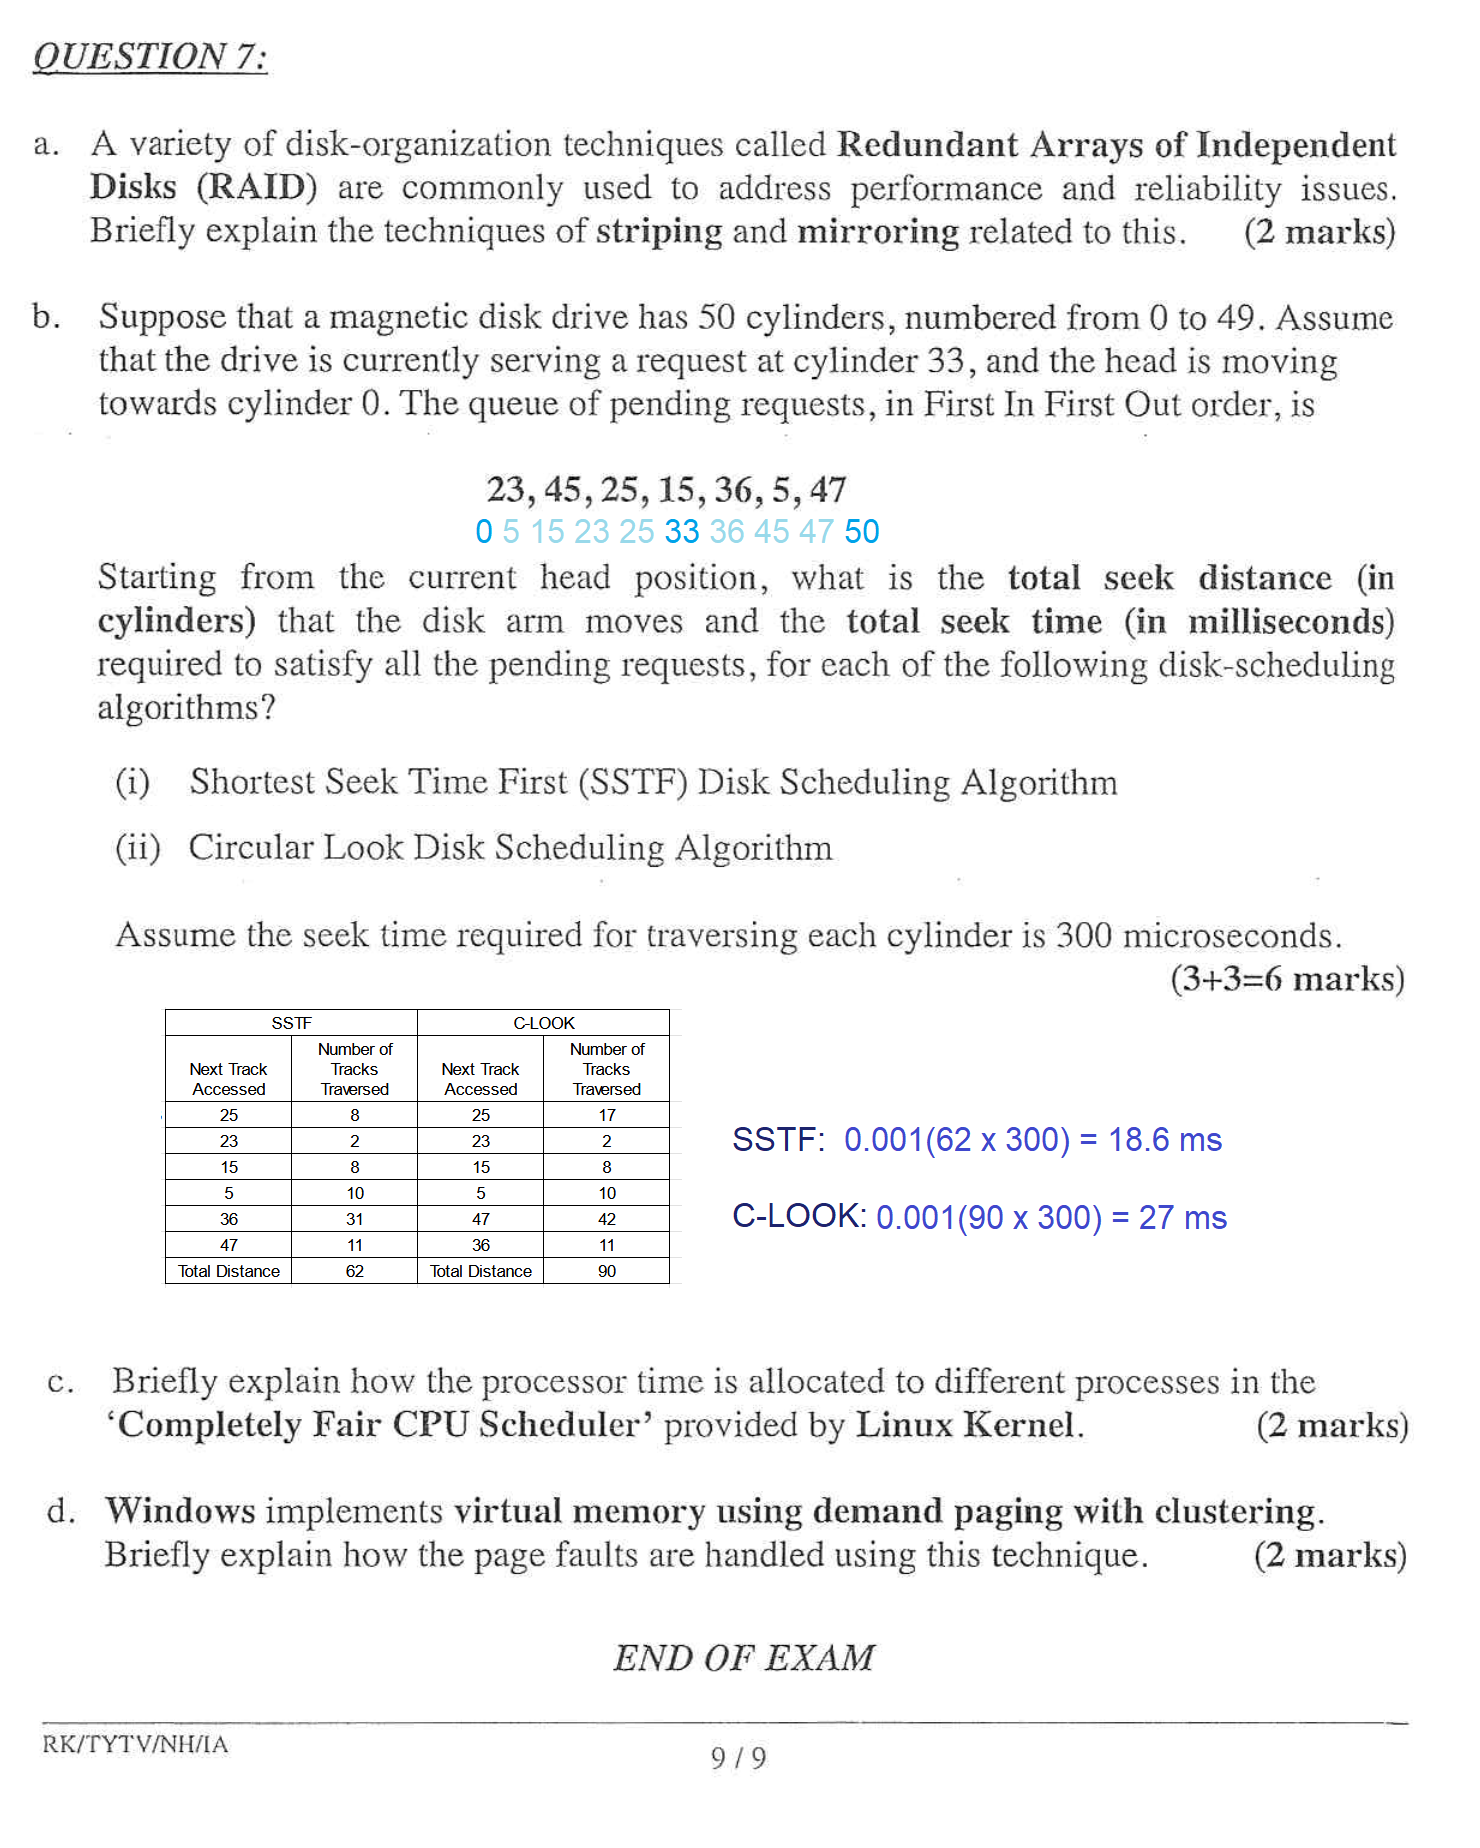 QUESTION 7:
a. A variety of disk-organization techniques called Redundant Arrays of Independent
Disks (RAID) are commonly used to address performance and reliability issues.
Briefly explain the techniques of striping and mirroring related to this. (2 marks)
b. Suppose that a magnetic disk drive has 50 cylinders, numbered from 0 to 49. Assume
that the drive is currently serving a request at cylinder 33, and the head is moving
towards cylinder 0. The queue of pending requests, in First In First Out order, is
23, 45, 25, 15, 36, 5, 47
0 5 15 23 25 33 36 45 47 50
Starting from the current head position, what is the total seek distance (in
cylinders) that the disk arm moves and the total seek time (in milliseconds)
required to satisfy all the pending requests, for each of the following disk-scheduling
algorithms?
(i) Shortest Seek Time First (SSTF) Disk Scheduling Algorithm
(ii) Circular Look Disk Scheduling Algorithm
Assume the seek time required for traversing each cylinder is 300 microseconds.
(3+3=6 marks)
SSTF C-LOOK
Next Track Accessed Number of Tracks Traversed Next Track Accessed Number of Tracks Traversed
25 8 25 17
23 2 23 2
15 8 15 8
5 10 5 10
36 31 47 42
47 11 36 11
Total Distance 62 Total Distance 90
SSTF: 0.001(62 x 300) = 18.6 ms
C-LOOK: 0.001(90 x 300) = 27 ms
c. Briefly explain how the processor time is allocated to different processes in the
‘Completely Fair CPU Scheduler’ provided by Linux Kernel. (2 marks)
d. Windows implements virtual memory using demand paging with clustering.
Briefly explain how the page faults are handled using this technique. (2 marks)
END OF EXAM
RK/TYTV/NH/IA
9 / 9